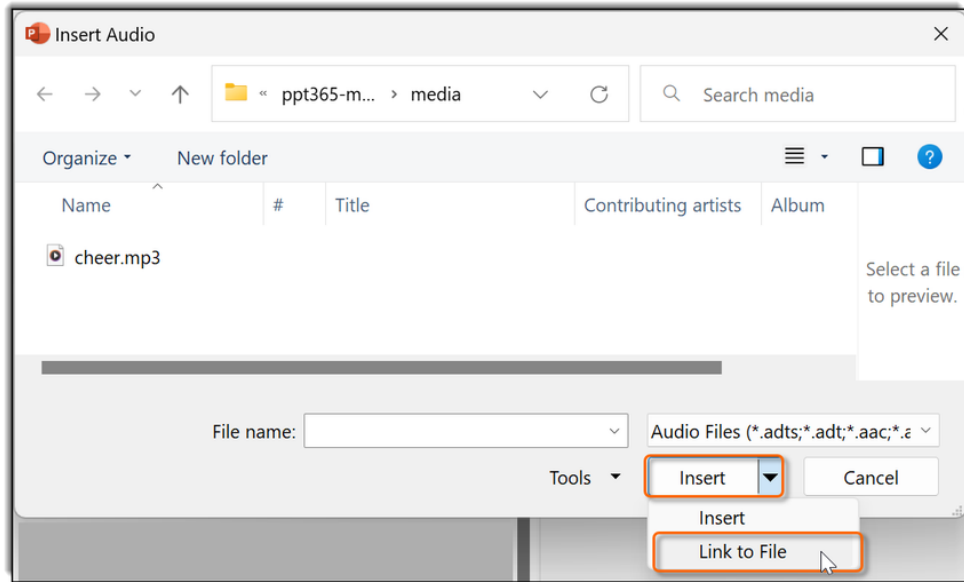 Insert Audio
« ppt365-m... › media
Search media
Organize
New folder
Name # Title Contributing artists Album
cheer.mp3
Select a file
to preview.
File name:
Audio Files (*.adts;*.adt;*.aac;*.a
Tools
Insert
Cancel
Insert
Link to File